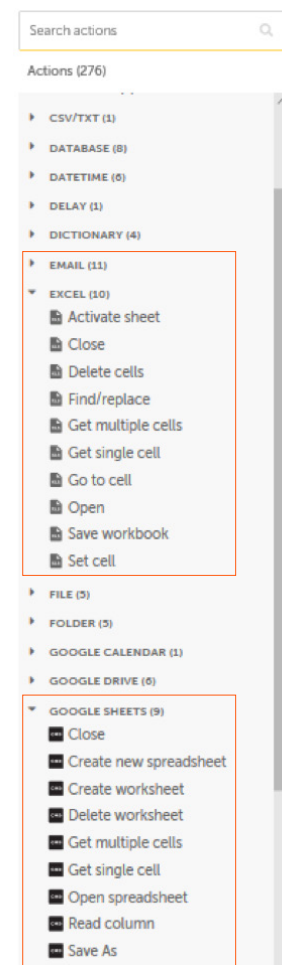 Search actions
Actions (276)
CSV/TXT (1)
DATABASE (8)
DATETIME (6)
DELAY (1)
DICTIONARY (4)
EMAIL (11)
EXCEL (10)
Activate sheet
Close
Delete cells
Find/replace
Get multiple cells
Get single cell
Go to cell
Open
Save workbook
Set cell
FILE (5)
FOLDER (5)
GOOGLE CALENDAR (1)
GOOGLE DRIVE (6)
GOOGLE SHEETS (9)
Close
Create new spreadsheet
Create worksheet
Delete worksheet
Get multiple cells
Get single cell
Open spreadsheet
Read column
Save As